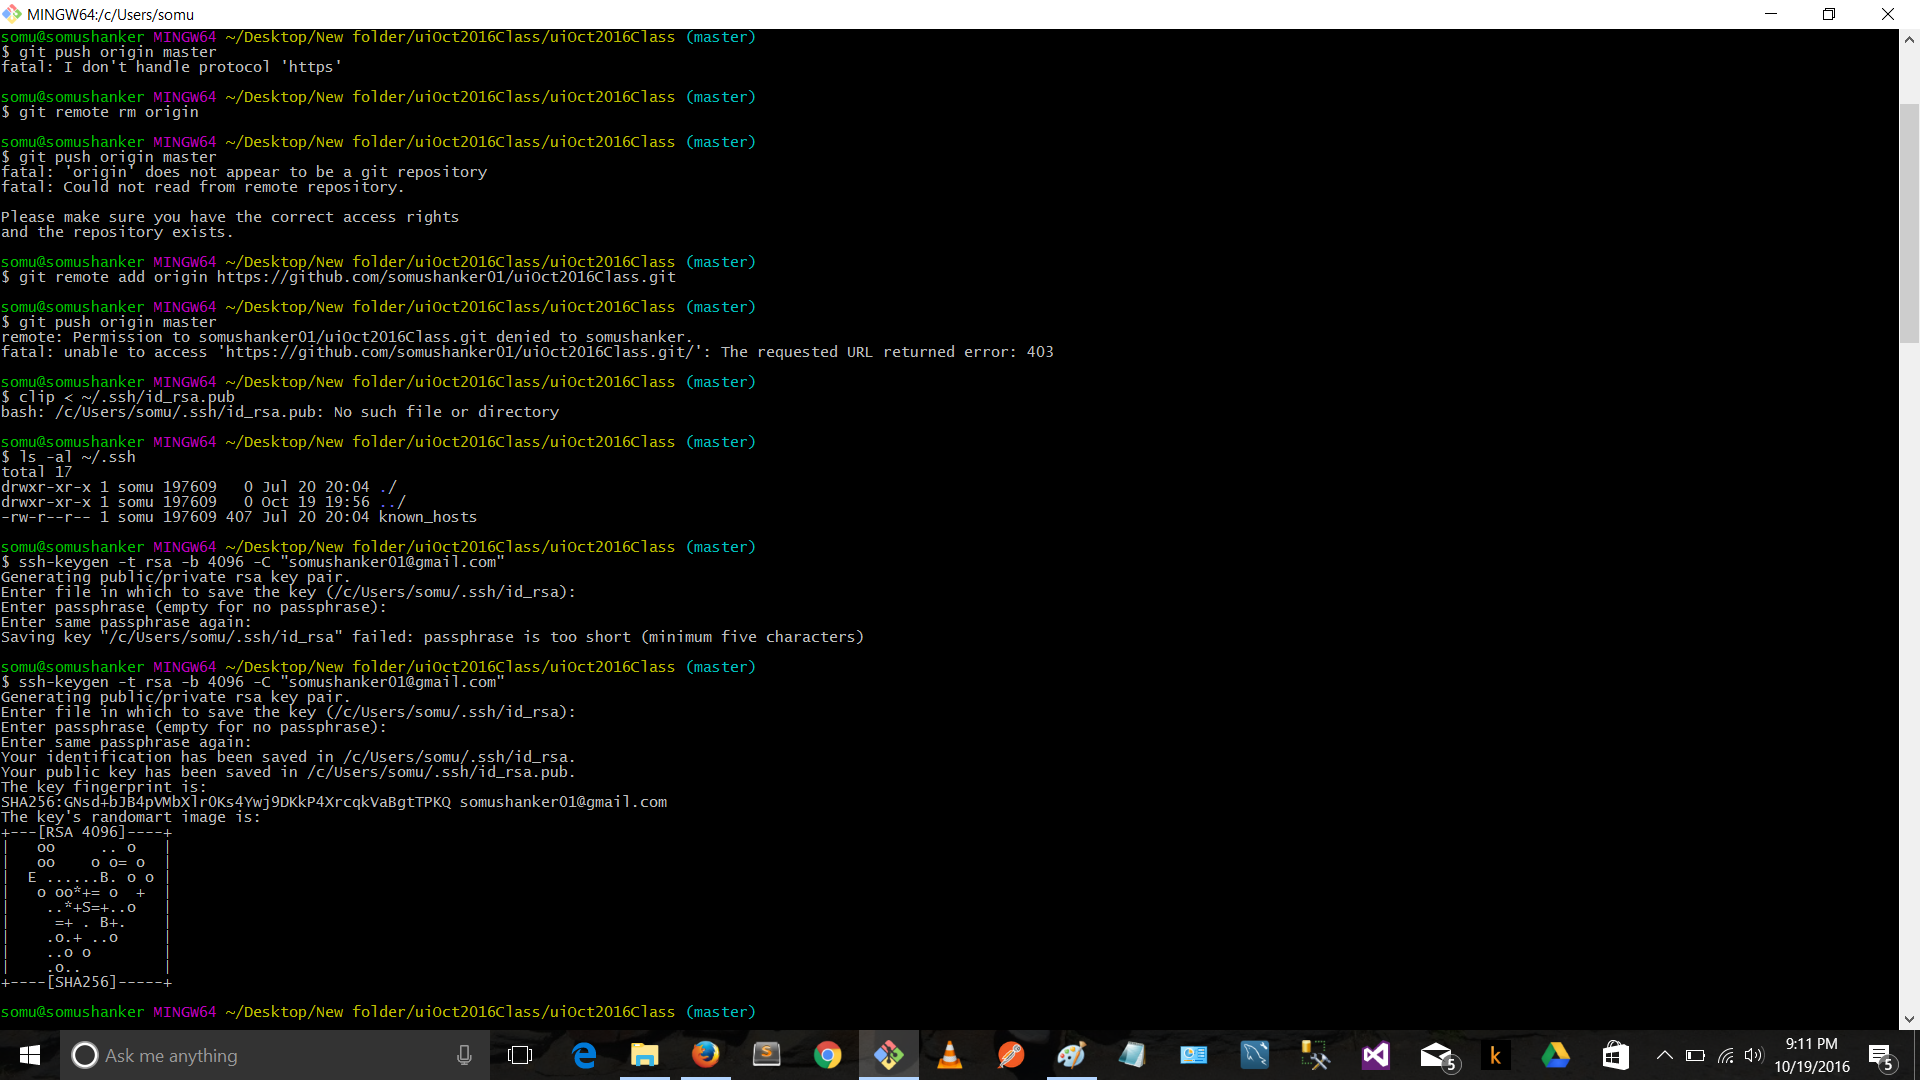 MINGW64:/c/Users/somu
somu@somushanker MINGW64 ~/Desktop/New folder/uiOct2016Class/uiOct2016Class (master)
$ git push origin master
fatal: I don't handle protocol 'https'
somu@somushanker MINGW64 ~/Desktop/New folder/uiOct2016Class/uiOct2016Class (master)
$ git remote rm origin
somu@somushanker MINGW64 ~/Desktop/New folder/uiOct2016Class/uiOct2016Class (master)
$ git push origin master
fatal: 'origin' does not appear to be a git repository
fatal: Could not read from remote repository.
Please make sure you have the correct access rights
and the repository exists.
somu@somushanker MINGW64 ~/Desktop/New folder/uiOct2016Class/uiOct2016Class (master)
$ git remote add origin https://github.com/somushanker01/uiOct2016Class.git
somu@somushanker MINGW64 ~/Desktop/New folder/uiOct2016Class/uiOct2016Class (master)
$ git push origin master
remote: Permission to somushanker01/uiOct2016Class.git denied to somushanker.
fatal: unable to access 'https://github.com/somushanker01/uiOct2016Class.git/': The requested URL returned error: 403
somu@somushanker MINGW64 ~/Desktop/New folder/uiOct2016Class/uiOct2016Class (master)
$ clip < ~/.ssh/id_rsa.pub
bash: /c/Users/somu/.ssh/id_rsa.pub: No such file or directory
somu@somushanker MINGW64 ~/Desktop/New folder/uiOct2016Class/uiOct2016Class (master)
$ ls -al ~/.ssh
total 17
drwxr-xr-x 1 somu 197609   0 Jul 20 20:04 ./
drwxr-xr-x 1 somu 197609   0 Oct 19 19:56 ../
-rw-r--r-- 1 somu 197609 407 Jul 20 20:04 known_hosts
somu@somushanker MINGW64 ~/Desktop/New folder/uiOct2016Class/uiOct2016Class (master)
$ ssh-keygen -t rsa -b 4096 -C "somushanker01@gmail.com"
Generating public/private rsa key pair.
Enter file in which to save the key (/c/Users/somu/.ssh/id_rsa):
Enter passphrase (empty for no passphrase):
Enter same passphrase again:
Saving key "/c/Users/somu/.ssh/id_rsa" failed: passphrase is too short (minimum five characters)
somu@somushanker MINGW64 ~/Desktop/New folder/uiOct2016Class/uiOct2016Class (master)
$ ssh-keygen -t rsa -b 4096 -C "somushanker01@gmail.com"
Generating public/private rsa key pair.
Enter file in which to save the key (/c/Users/somu/.ssh/id_rsa):
Enter passphrase (empty for no passphrase):
Enter same passphrase again:
Your identification has been saved in /c/Users/somu/.ssh/id_rsa.
Your public key has been saved in /c/Users/somu/.ssh/id_rsa.pub.
The key fingerprint is:
SHA256:GNsd+bJB4pVMbXlrOKs4Ywj9DKkP4XrcqkVaBgtTPKQ somushanker01@gmail.com
The key's randomart image is:
+---[RSA 4096]----+
|   oo     .. o   |
|   oo    o o= o  |
|  E ......B. o o |
|   o oo*+= o  +  |
|    ..*+S=+..o   |
|     =+ . B+.    |
|    .o.+ ..o     |
|    ..o o        |
|    .o..         |
+----[SHA256]-----+
somu@somushanker MINGW64 ~/Desktop/New folder/uiOct2016Class/uiOct2016Class (master)
Ask me anything
9:11 PM
10/19/2016